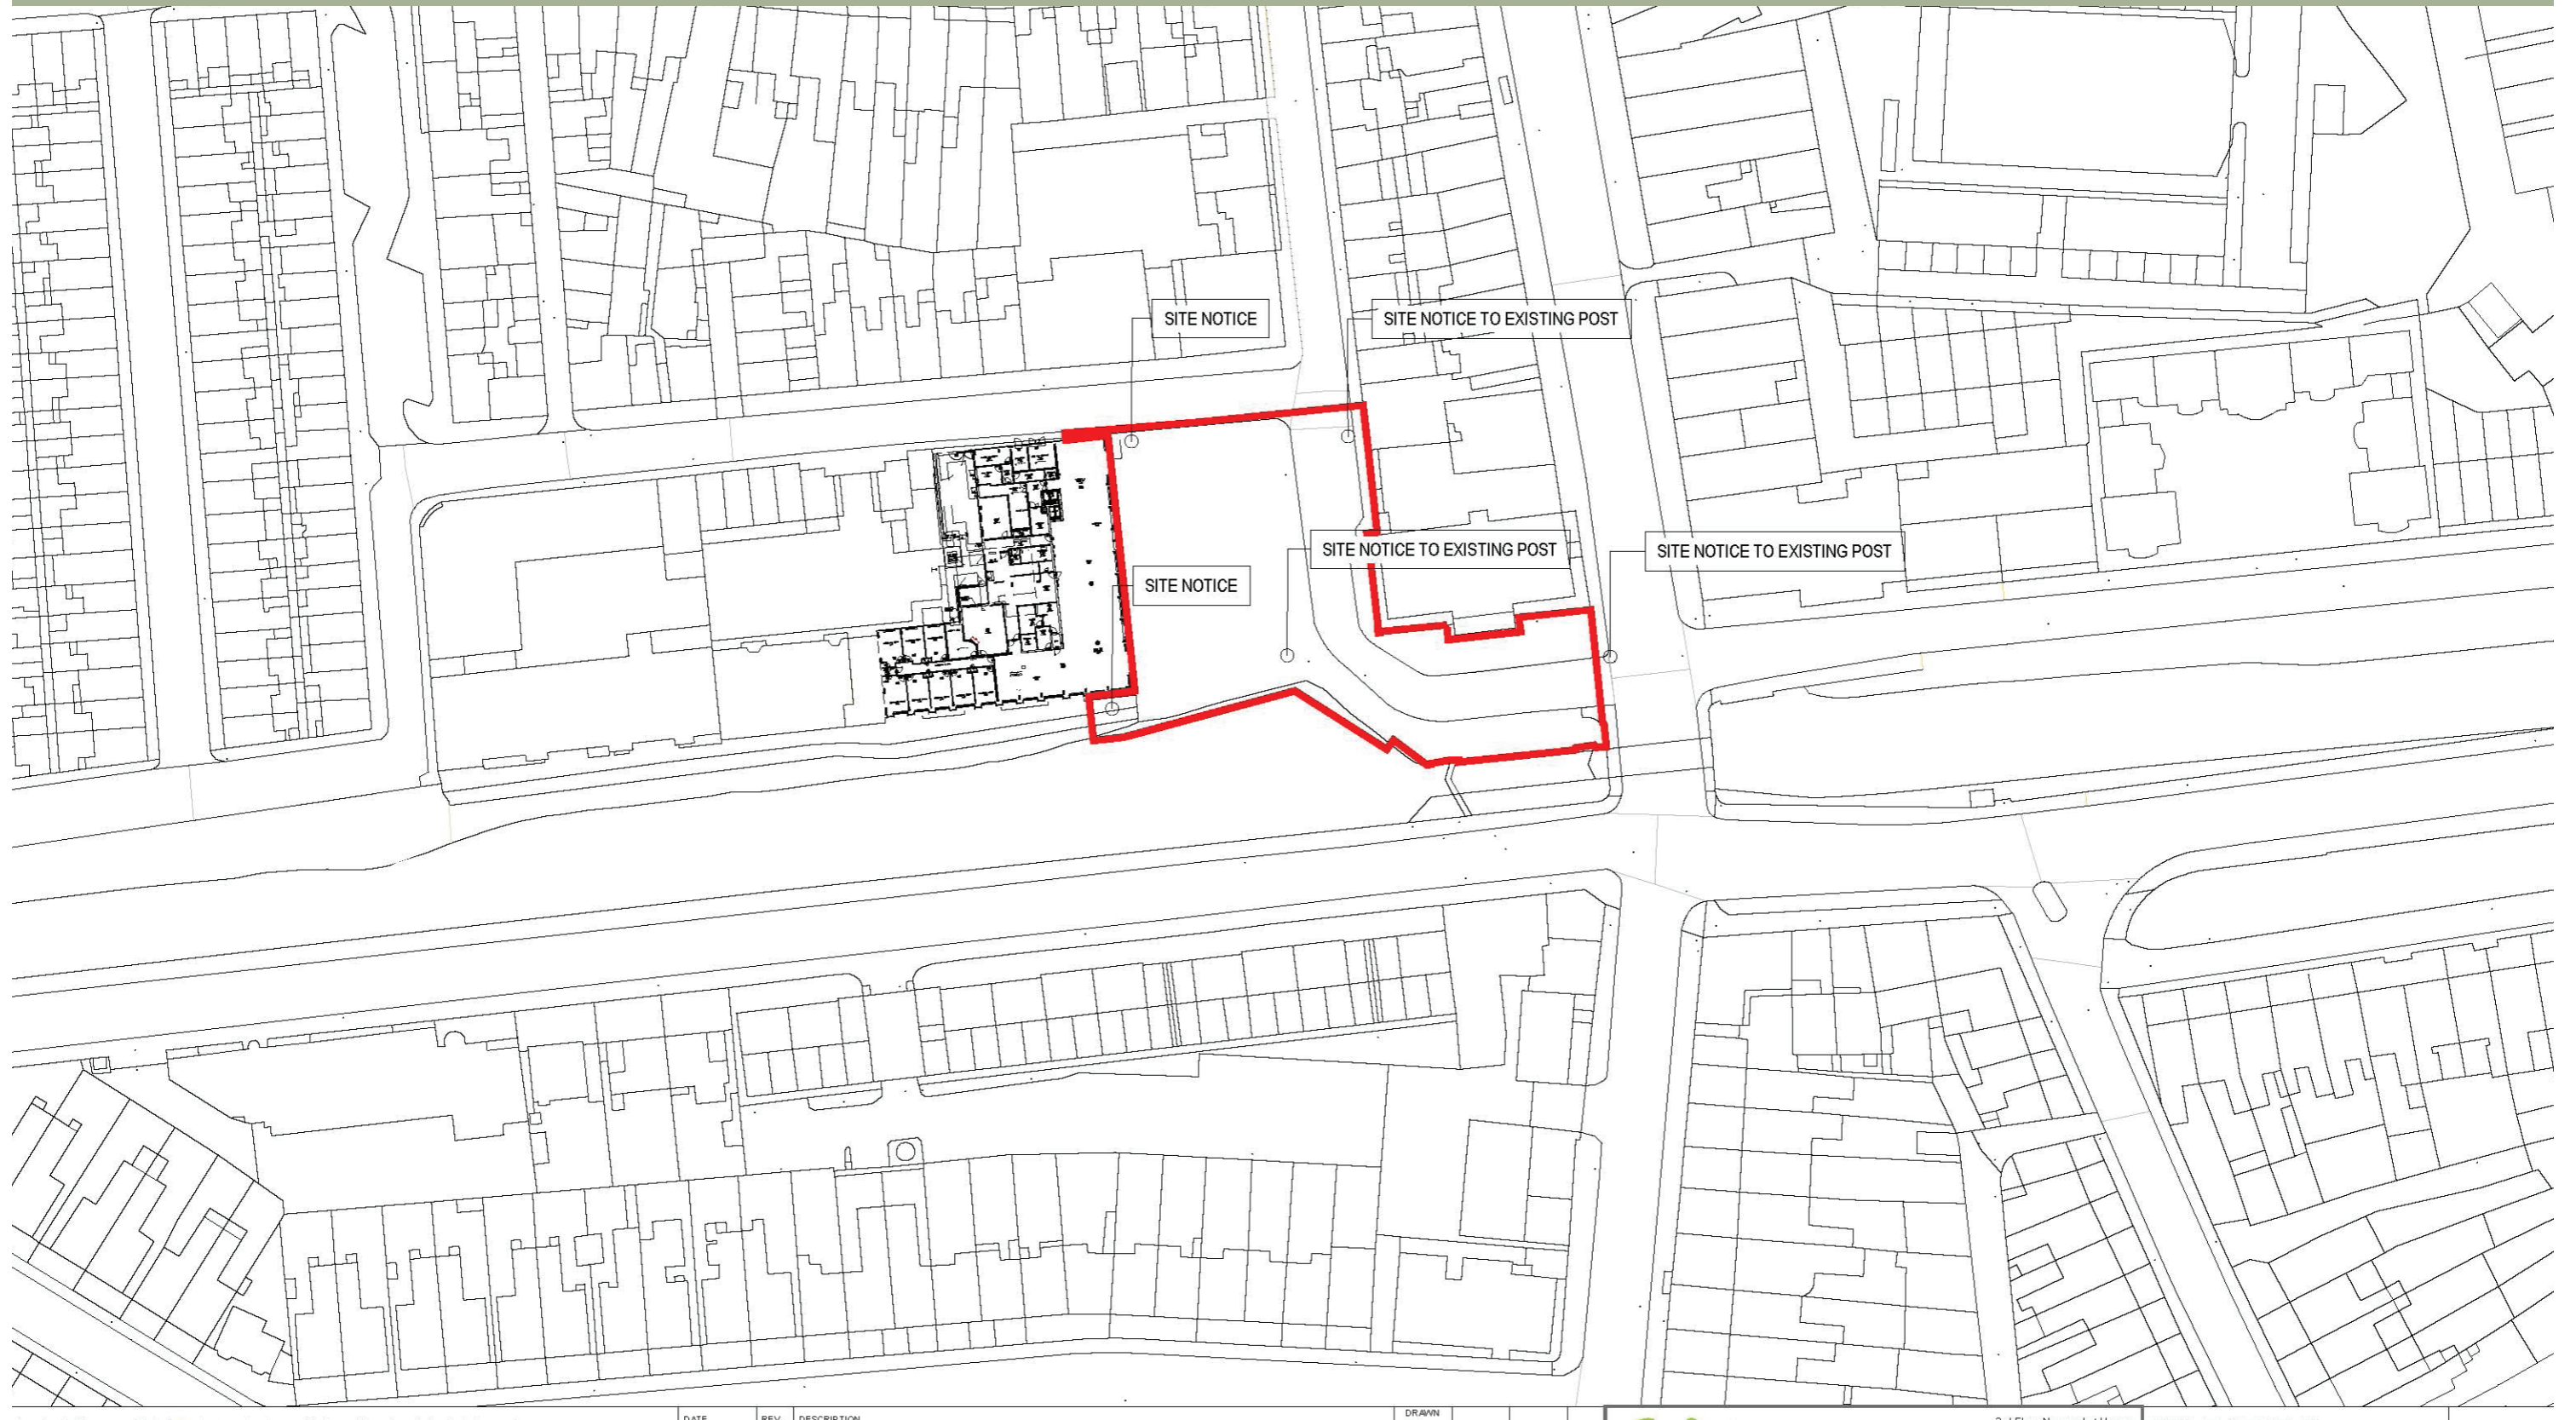 SITE NOTICE
SITE NOTICE TO EXISTING POST
SITE NOTICE TO EXISTING POST
SITE NOTICE TO EXISTING POST
SITE NOTICE
DATE REV DESCRIPTION DRAWN